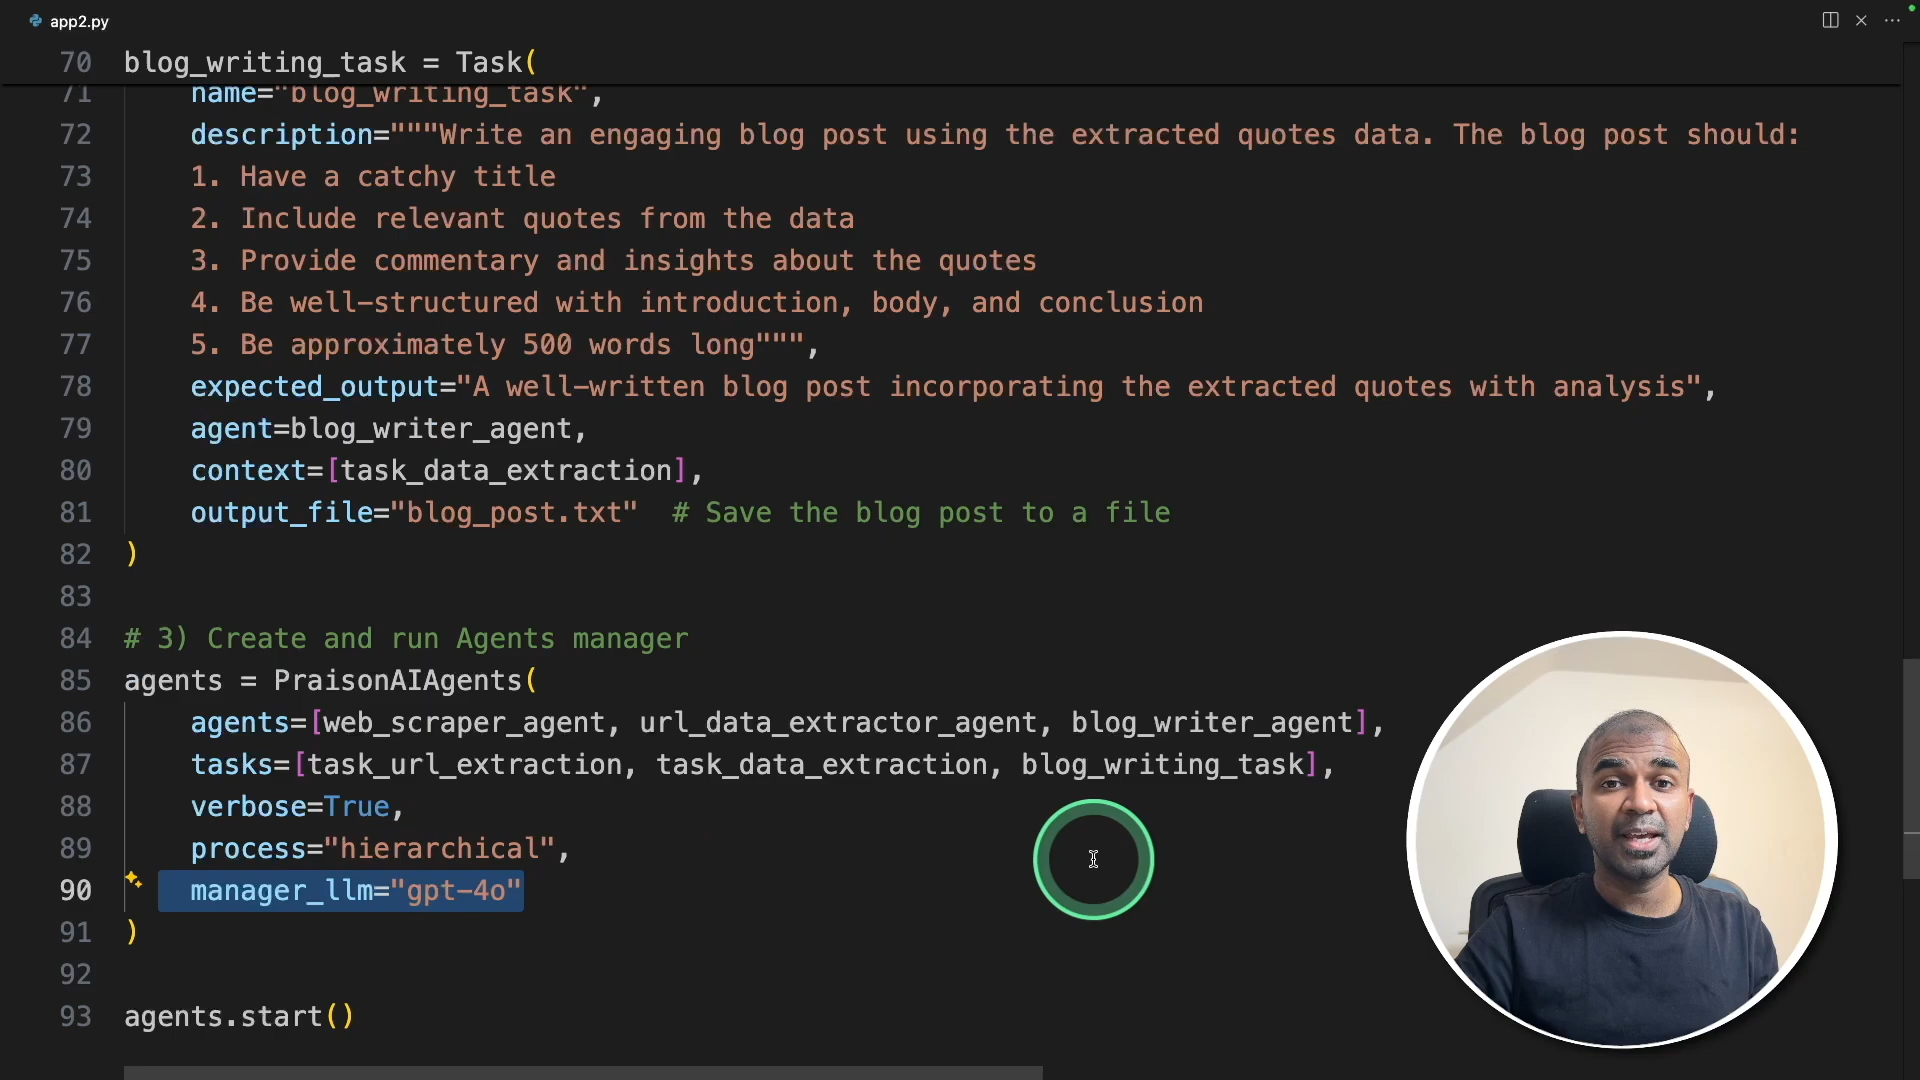 app2.py
70 blog_writing_task = Task(
71 name="blog_writing_task",
72 description="""Write an engaging blog post using the extracted quotes data. The blog post should:
73 1. Have a catchy title
74 2. Include relevant quotes from the data
75 3. Provide commentary and insights about the quotes
76 4. Be well-structured with introduction, body, and conclusion
77 5. Be approximately 500 words long""",
78 expected_output="A well-written blog post incorporating the extracted quotes with analysis",
79 agent=blog_writer_agent,
80 context=[task_data_extraction],
81 output_file="blog_post.txt"  # Save the blog post to a file
82 )
83
84 # 3) Create and run Agents manager
85 agents = PraisonAIAgents(
86 agents=[web_scraper_agent, url_data_extractor_agent, blog_writer_agent],
87 tasks=[task_url_extraction, task_data_extraction, blog_writing_task],
88 verbose=True,
89 process="hierarchical",
90 manager_llm="gpt-4o"
91 )
92
93 agents.start()